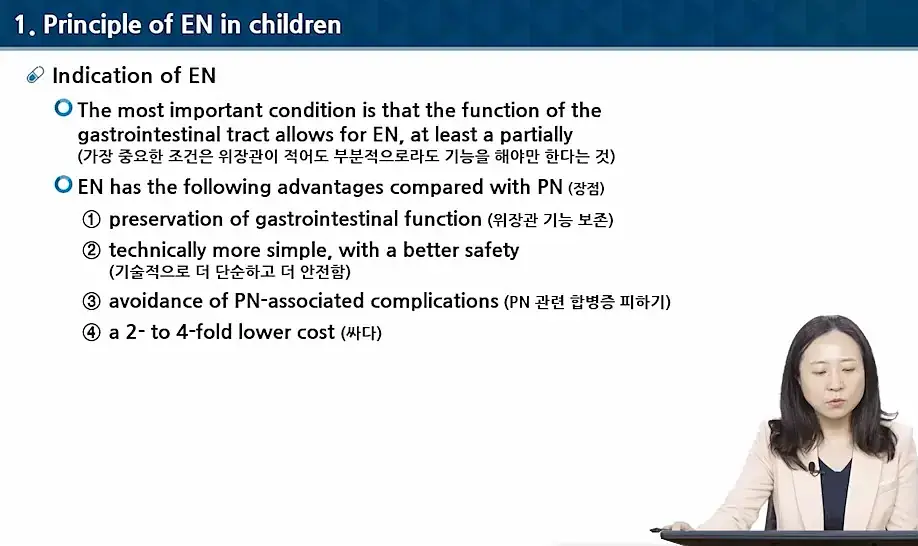 1. Principle of EN in children
Indication of EN
The most important condition is that the function of the
gastrointestinal tract allows for EN, at least a partially
(가장 중요한 조건은 위장관이 적어도 부분적으로라도 기능을 해야만 한다는 것)
EN has the following advantages compared with PN (장점)
① preservation of gastrointestinal function (위장관 기능 보존)
② technically more simple, with a better safety
(기술적으로 더 단순하고 더 안전함)
③ avoidance of PN-associated complications (PN 관련 합병증 피하기)
④ a 2- to 4-fold lower cost (싸다)